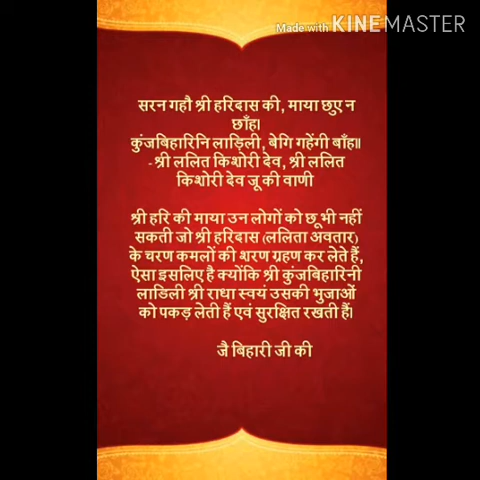 Made with KINEMASTER
सरन गहौ श्री हरिदास की, माया छुए न
छाँह।
कुंजबिहारिनि लाड़िली, बेगि गहेंगी बाँह॥
- श्री ललित किशोरी देव, श्री ललित
किशोरी देव जू की वाणी
श्री हरि की माया उन लोगों को छू भी नहीं
सकती जो श्री हरिदास (ललिता अवतार)
के चरण कमलों की शरण ग्रहण कर लेते हैं,
ऐसा इसलिए है क्योंकि श्री कुंजबिहारिनी
लाडिली श्री राधा स्वयं उसकी भुजाओं
को पकड़ लेती हैं एवं सुरक्षित रखती हैं।
जै बिहारी जी की